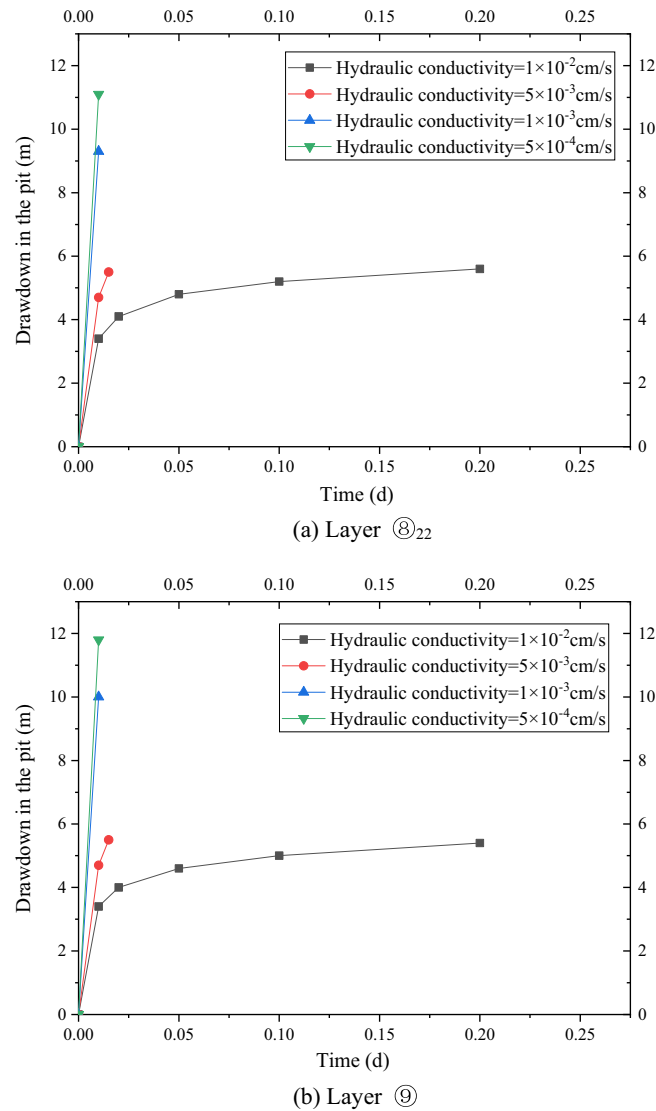 0.00 0.05 0.10 0.15 0.20 0.25
12 12
10 10
8 8
6 6
4 4
2 2
0 0
Hydraulic conductivity=1×10⁻²cm/s
Hydraulic conductivity=5×10⁻³cm/s
Hydraulic conductivity=1×10⁻³cm/s
Hydraulic conductivity=5×10⁻⁴cm/s
Drawdown in the pit (m)
0.00 0.05 0.10 0.15 0.20 0.25
Time (d)
(a) Layer ⑧₂₂
0.00 0.05 0.10 0.15 0.20 0.25
12 12
10 10
8 8
6 6
4 4
2 2
0 0
Hydraulic conductivity=1×10⁻²cm/s
Hydraulic conductivity=5×10⁻³cm/s
Hydraulic conductivity=1×10⁻³cm/s
Hydraulic conductivity=5×10⁻⁴cm/s
Drawdown in the pit (m)
0.00 0.05 0.10 0.15 0.20 0.25
Time (d)
(b) Layer ⑨